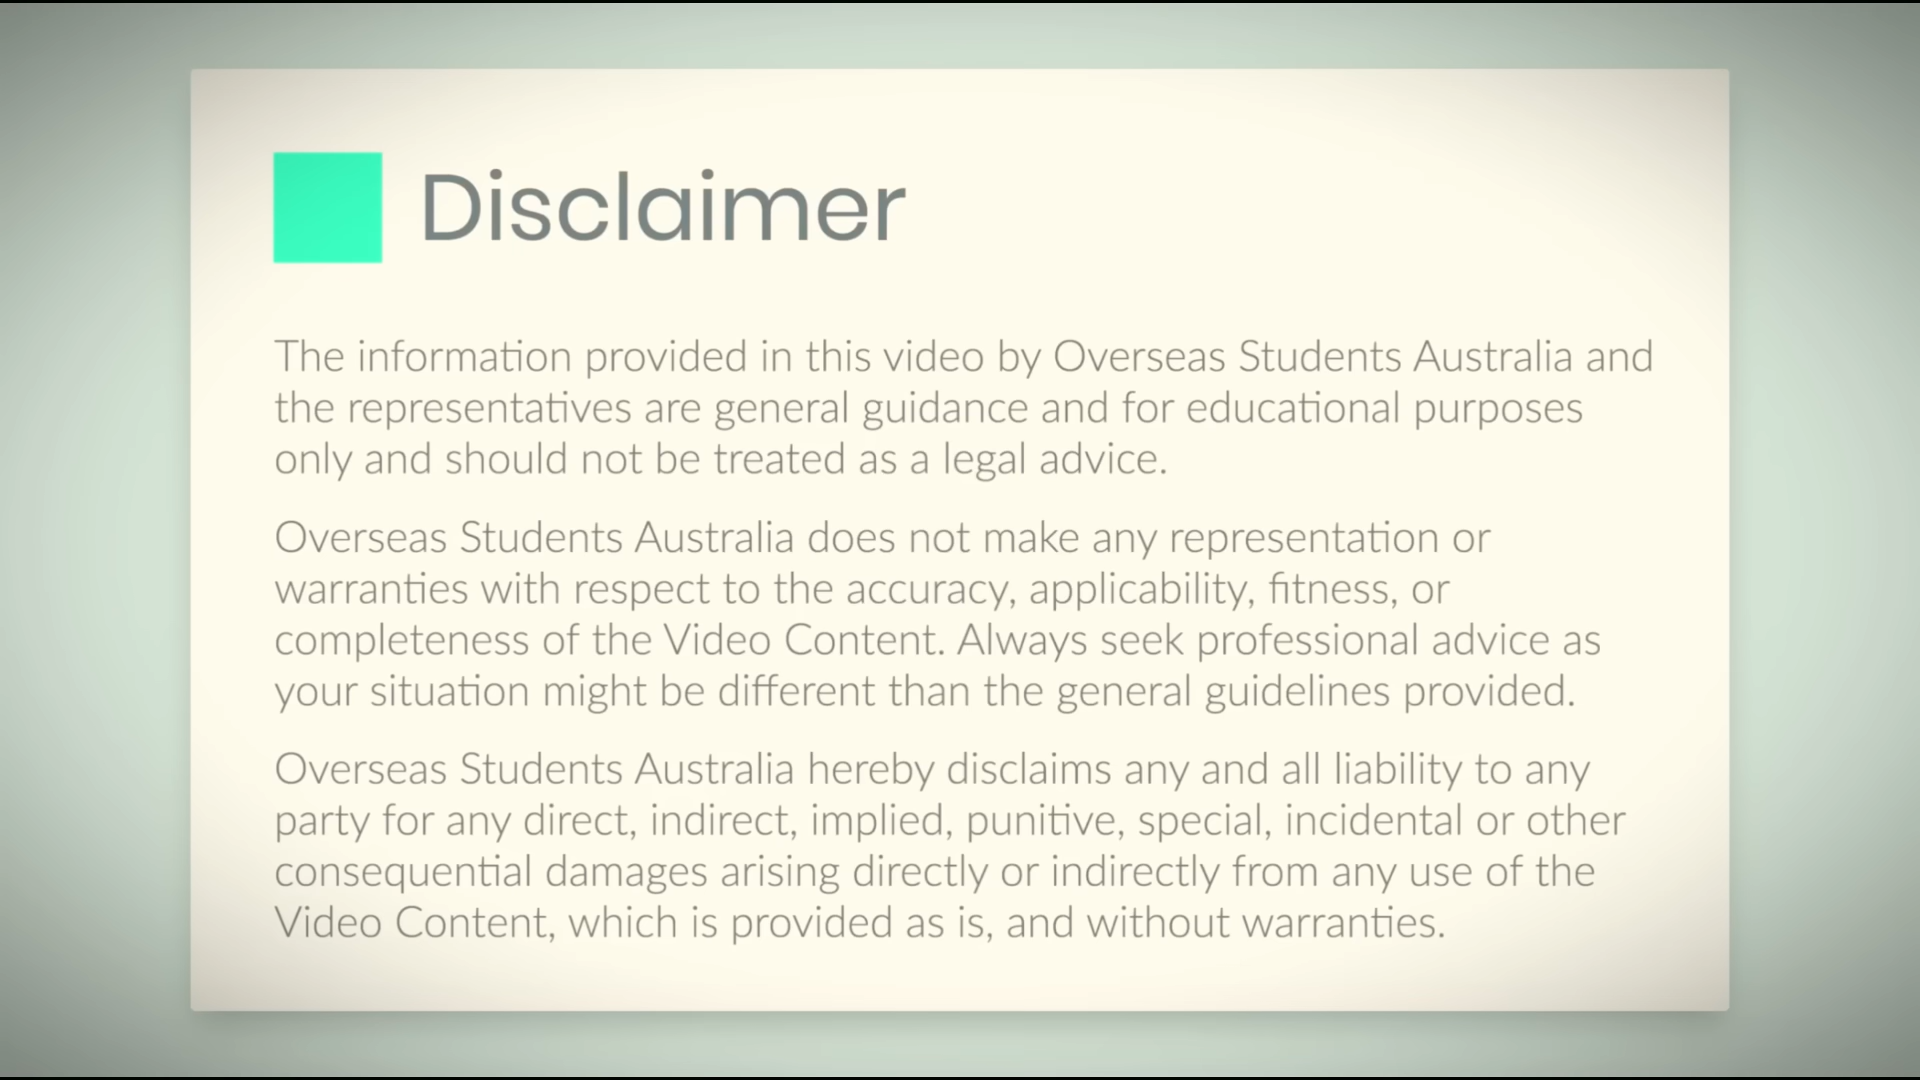 Disclaimer
The information provided in this video by Overseas Students Australia and
the representatives are general guidance and for educational purposes
only and should not be treated as a legal advice.
Overseas Students Australia does not make any representation or
warranties with respect to the accuracy, applicability, fitness, or
completeness of the Video Content. Always seek professional advice as
your situation might be different than the general guidelines provided.
Overseas Students Australia hereby disclaims any and all liability to any
party for any direct, indirect, implied, punitive, special, incidental or other
consequential damages arising directly or indirectly from any use of the
Video Content, which is provided as is, and without warranties.